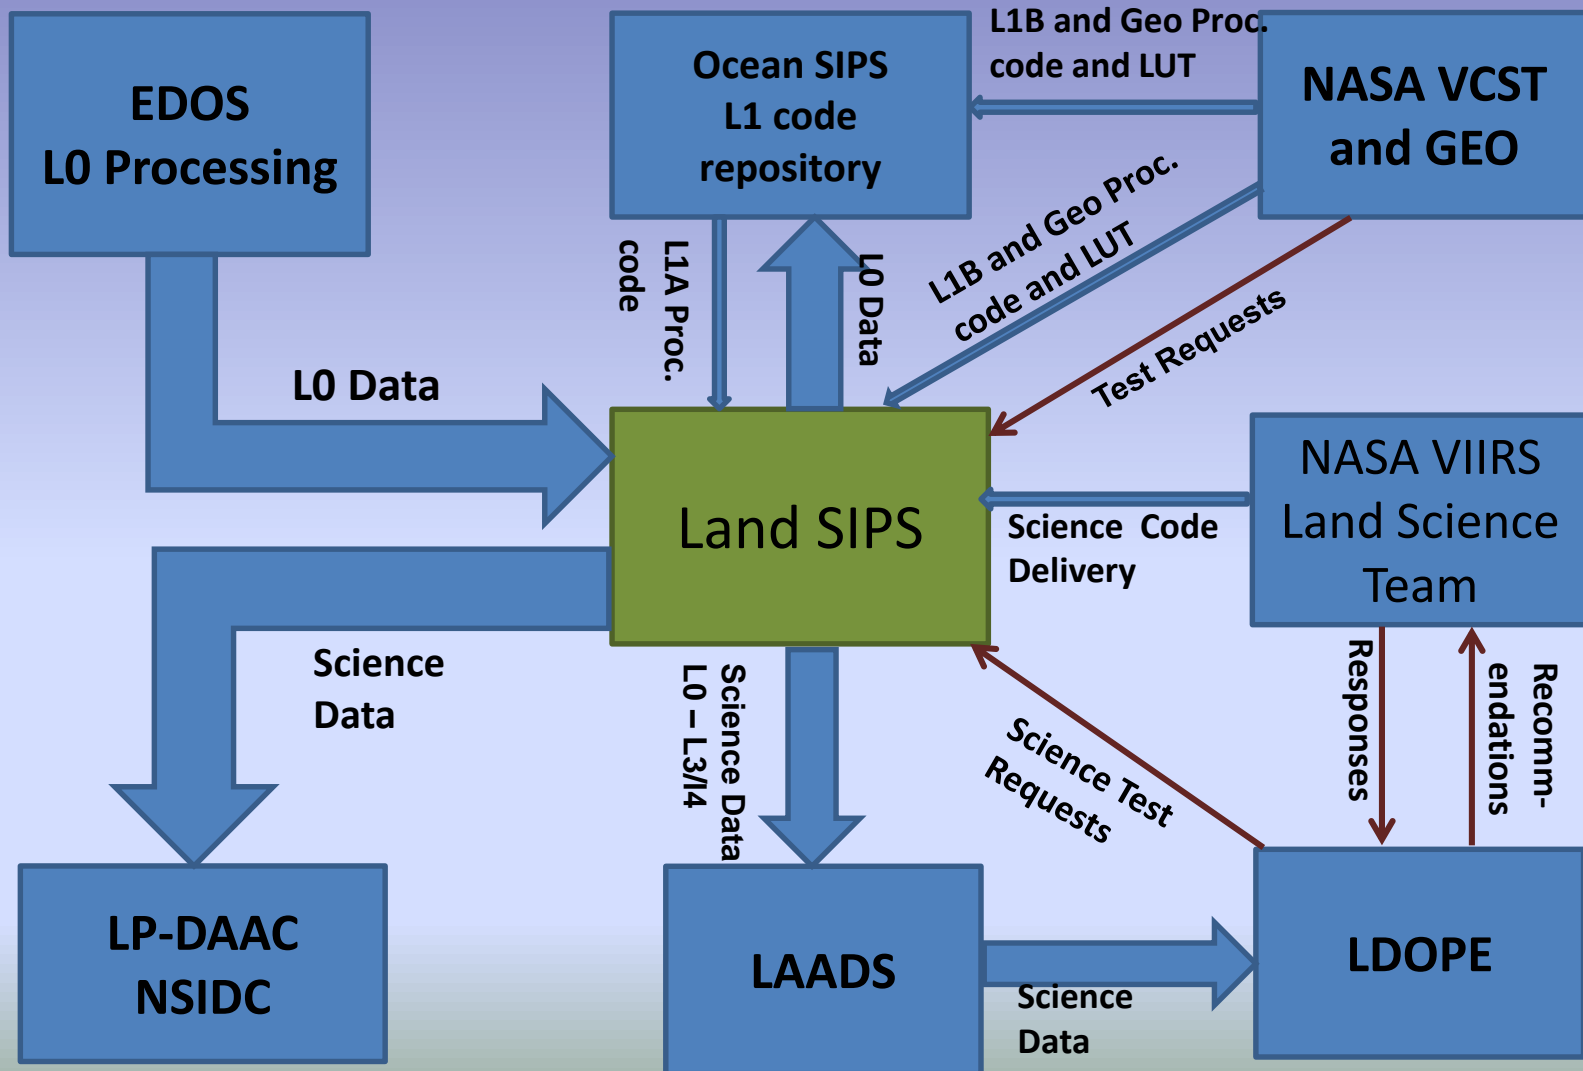 EDOS
L0 Processing
Ocean SIPS
L1 code
repository
L1B and Geo Proc.
code and LUT
NASA VCST
and GEO
L1A Proc.
code
L0 Data
L1B and Geo Proc.
code and LUT
Test Requests
L0 Data
Land SIPS
Science Code
Delivery
NASA VIIRS
Land Science
Team
Science
Data
Science Data
L0 – L3/l4
Science Test
Requests
Responses
Recomm-
endations
LP-DAAC
NSIDC
LAADS
Science
Data
LDOPE